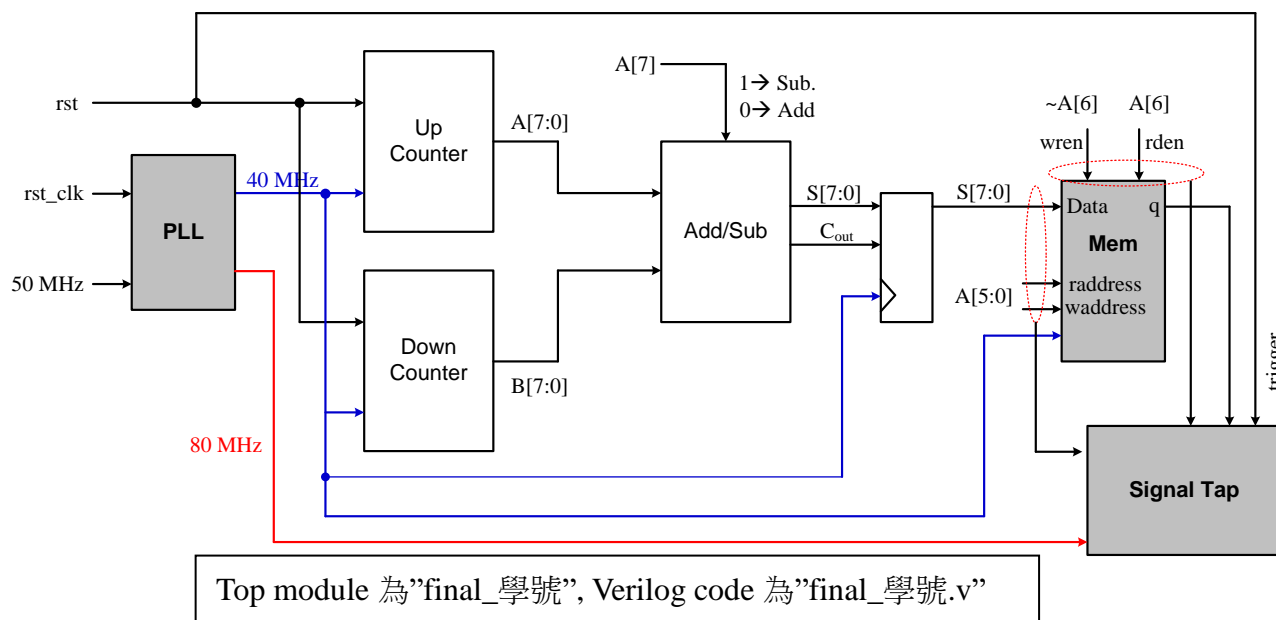 rst
rst_clk
50 MHz
PLL
40 MHz
80 MHz
Up
Counter
Down
Counter
A[7:0]
B[7:0]
A[7]
1→ Sub.
0→ Add
Add/Sub
S[7:0]
Cout
S[7:0]
~A[6]
A[6]
wren
rden
Data
q
Mem
raddress
A[5:0]
waddress
trigger
Signal Tap
Top module 為”final_學號”, Verilog code 為”final_學號.v”